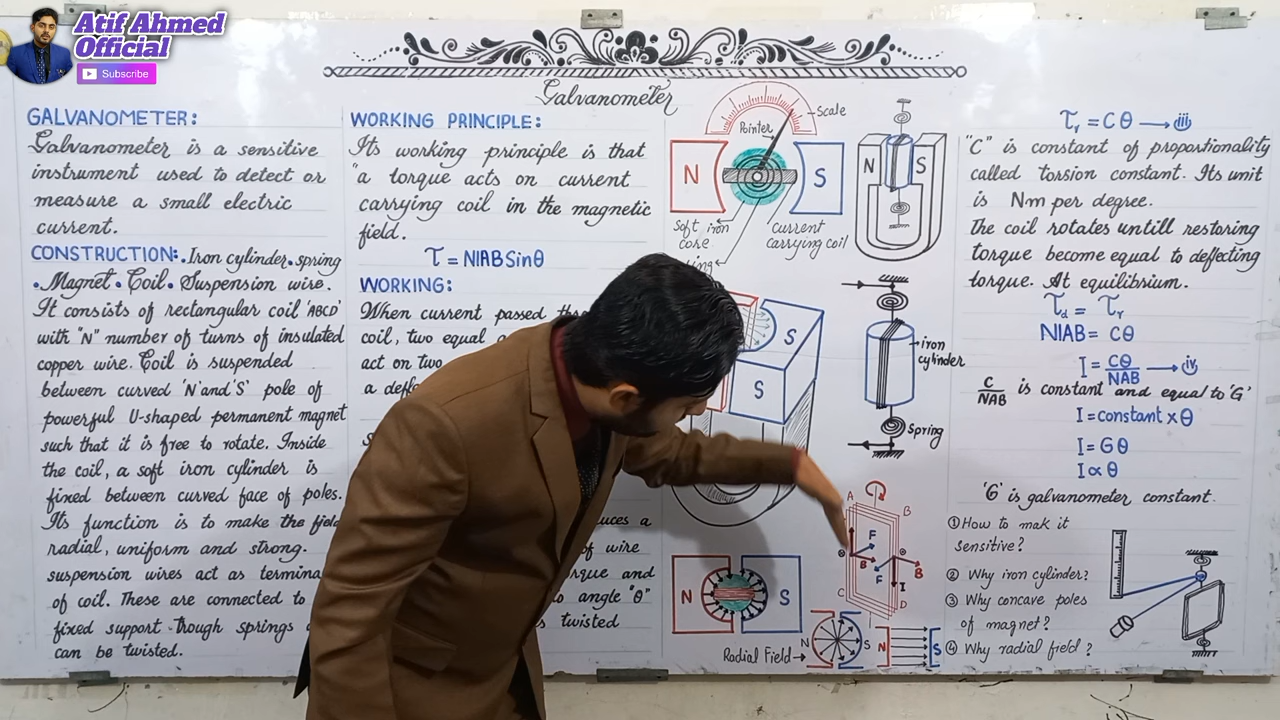 Atif Ahmed
Official
Subscribe
Galvanometer
GALVANOMETER:
Galvanometer is a sensitive
instrument used to detect or
measure a small electric
current.
CONSTRUCTION:•Iron cylinder•spring
•Magnet•Coil•Suspension wire.
It consists of rectangular coil 'ABCD'
with "N" number of turns of insulated
copper wire. Coil is suspended
between curved 'N' and 'S' pole of
powerful U-shaped permanent magnet
such that it is free to rotate. Inside
the coil, a soft iron cylinder is
fixed between curved face of poles.
Its function is to make the field
radial, uniform and strong.
suspension wires act as
of coil. These are connected to
fixed support trough springs
can be twisted.
WORKING PRINCIPLE:
Its working principle is that
"a torque acts on current
carrying coil in the magnetic
field.
τ = NIABSinθ
WORKING:
When current passed
coil, two equal
act on two
a
a
of wire
and
angle "θ"
twisted
Scale
Pointer
N
S
Soft iron
core
Current
carrying coil
N
S
S
S
iron
cylinder
spring
A
B
F
B
F
B
I
C
D
N
S
Radial Field→
N
S
N
S
τr = Cθ → iii
"C" is constant of proportionality
called torsion constant. Its unit
is Nm per degree.
The coil rotates untill restoring
torque become equal to deflecting
torque. At equilibrium.
τd = τr
NIAB = Cθ
I = Cθ/NAB → iv
C/NAB is constant and equal to 'G'
I = constant × θ
I = Gθ
I ∝ θ
'G' is galvanometer constant.
① How to mak it
sensitive?
② Why iron cylinder?
③ Why concave poles
of magnet?
④ Why radial field?